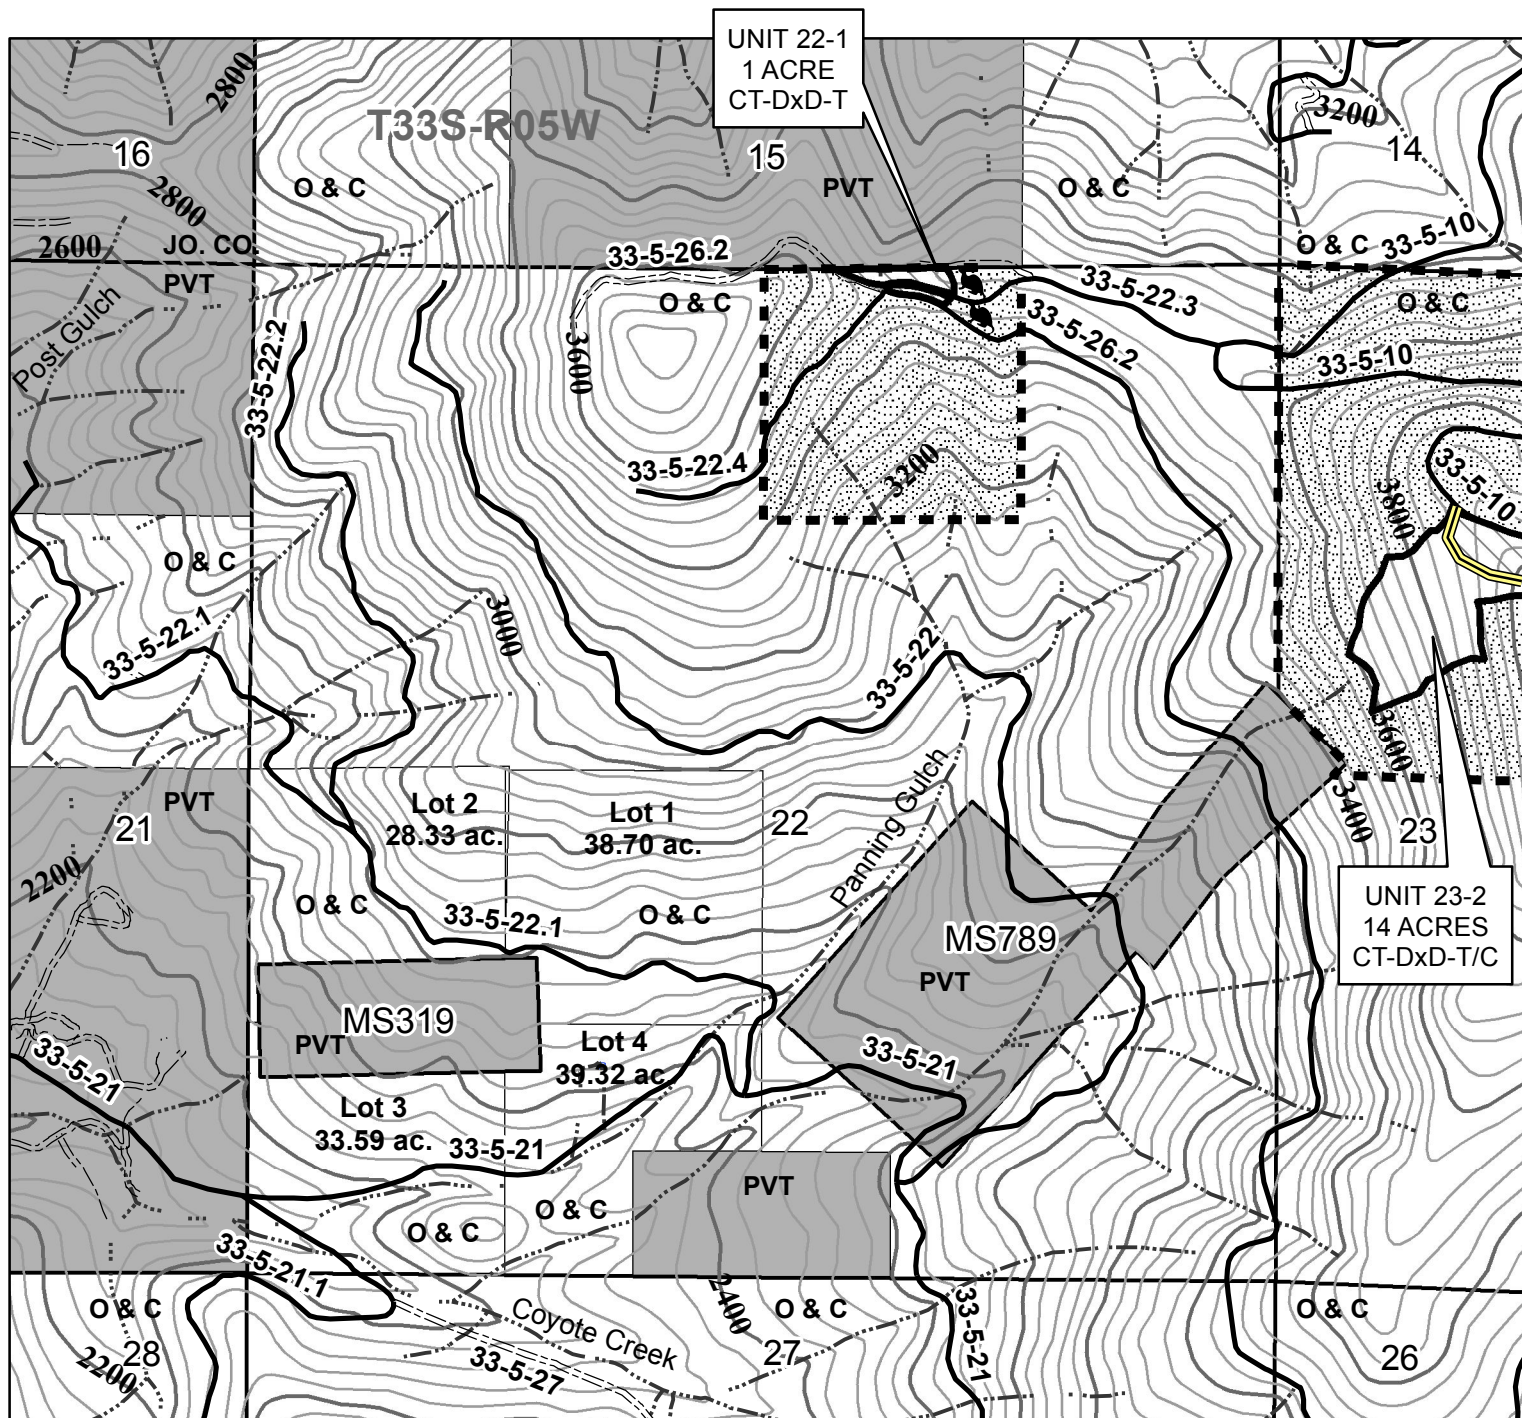 UNIT 22-1
1 ACRE
CT-DxD-T
2800
T33S-R05W
3200
16
15
14
2800
O & C
PVT
O & C
2600
JO. CO.
33-5-26.2
O & C
33-5-10
PVT
O & C
33-5-22.3
O & C
Post Gulch
33-5-22.2
3600
33-5-26.2
33-5-10
33-5-22.4
3200
33-5-10
3800
O & C
33-5-22.1
3000
33-5-22
3600
PVT
Lot 2
28.33 ac.
Lot 1
38.70 ac.
22
Panning Gulch
3400
21
23
2200
O & C
33-5-22.1
O & C
UNIT 23-2
14 ACRES
CT-DxD-T/C
MS789
PVT
MS319
PVT
Lot 4
39.32 ac.
33-5-21
33-5-21
Lot 3
33.59 ac.
33-5-21
PVT
O & C
O & C
33-5-21.1
O & C
28
2200
Coyote Creek
33-5-27
2400
O & C
27
33-5-21
O & C
26